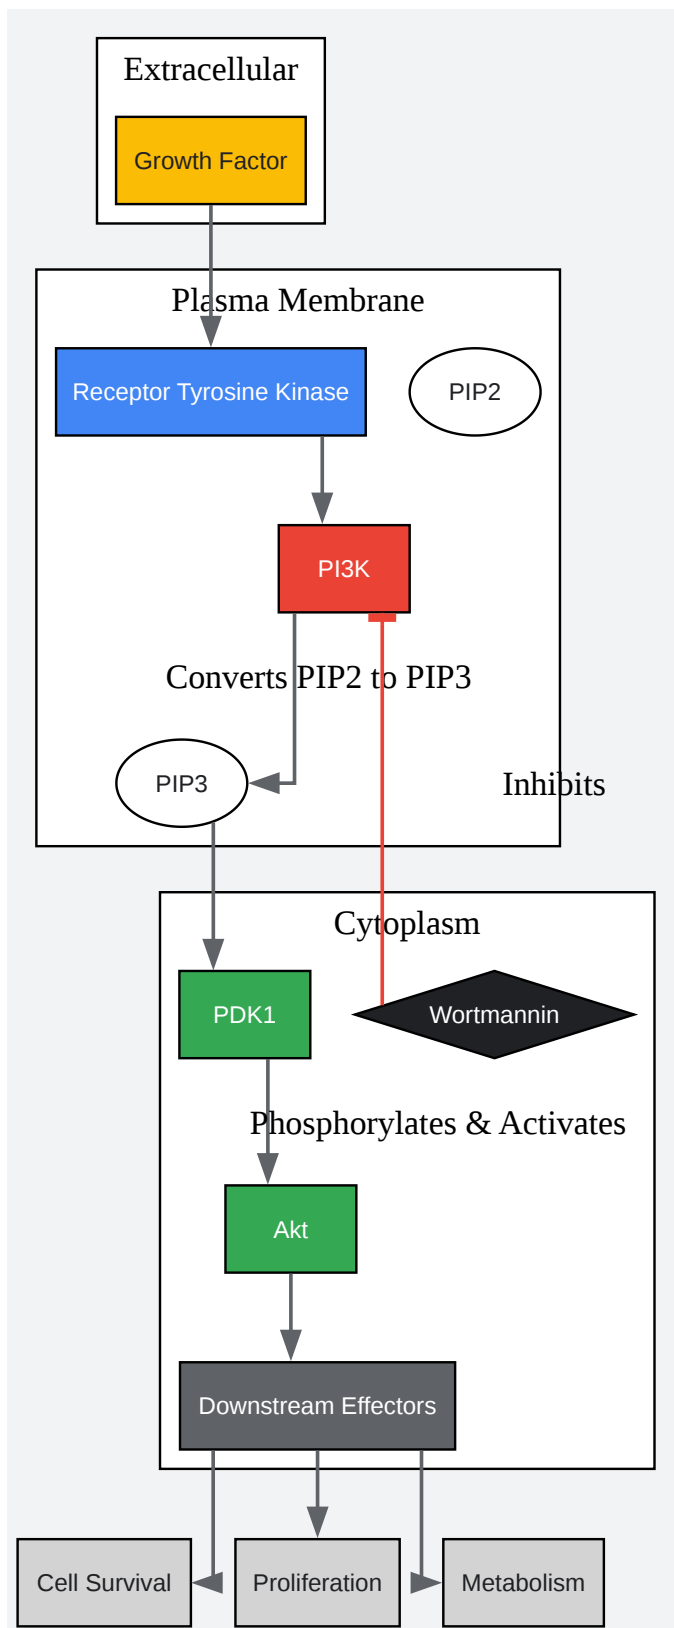 Extracellular
Growth Factor
Plasma Membrane
Receptor Tyrosine Kinase
PIP2
PI3K
Converts PIP2 to PIP3
PIP3
Inhibits
Cytoplasm
PDK1
Wortmannin
Phosphorylates & Activates
Akt
Downstream Effectors
Cell Survival
Proliferation
Metabolism